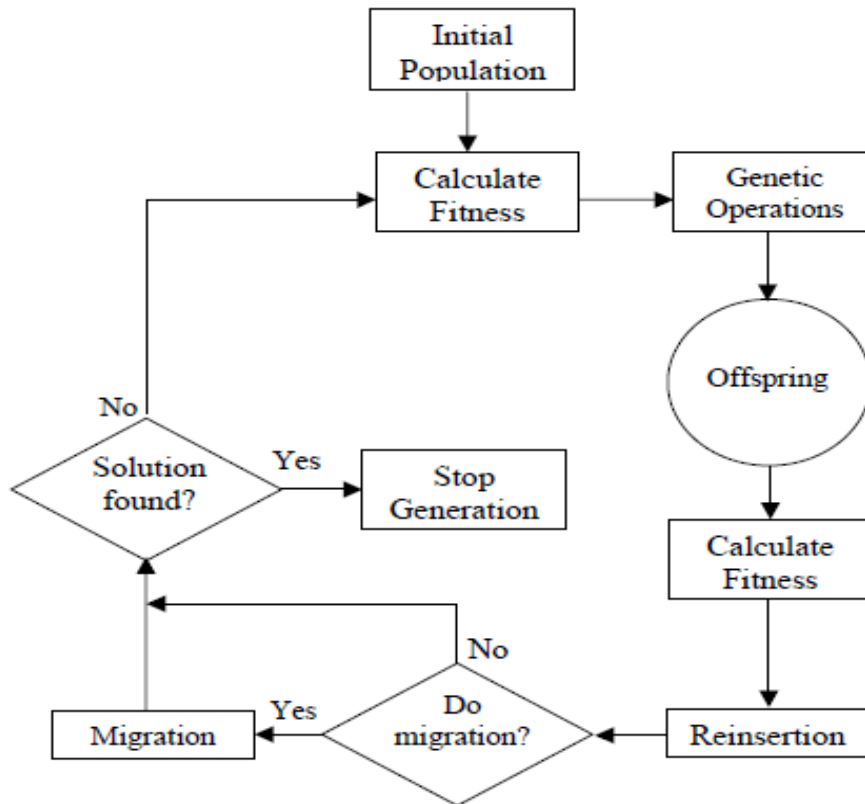 Initial
Population
Calculate
Fitness
Genetic
Operations
Offspring
No
Solution
found?
Yes
Stop
Generation
Calculate
Fitness
No
Do
migration?
Yes
Migration
Reinsertion